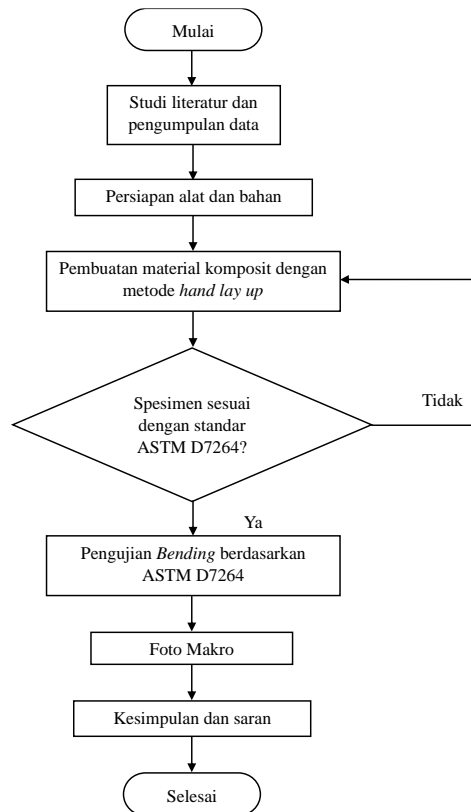 Mulai
Studi literatur dan
pengumpulan data
Persiapan alat dan bahan
Pembuatan material komposit dengan
metode hand lay up
Spesimen sesuai
dengan standar
ASTM D7264?
Tidak
Ya
Pengujian Bending berdasarkan
ASTM D7264
Foto Makro
Kesimpulan dan saran
Selesai